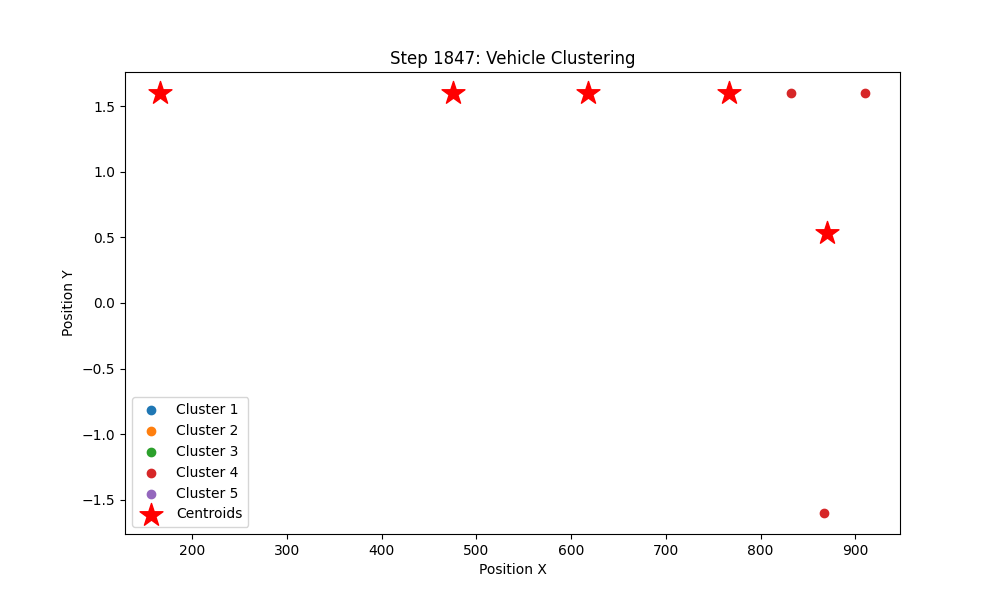 Step 1847: Vehicle Clustering
1.5
1.0
0.5
0.0
−0.5
−1.0
−1.5
Position Y
Cluster 1
Cluster 2
Cluster 3
Cluster 4
Cluster 5
Centroids
200 300 400 500 600 700 800 900
Position X